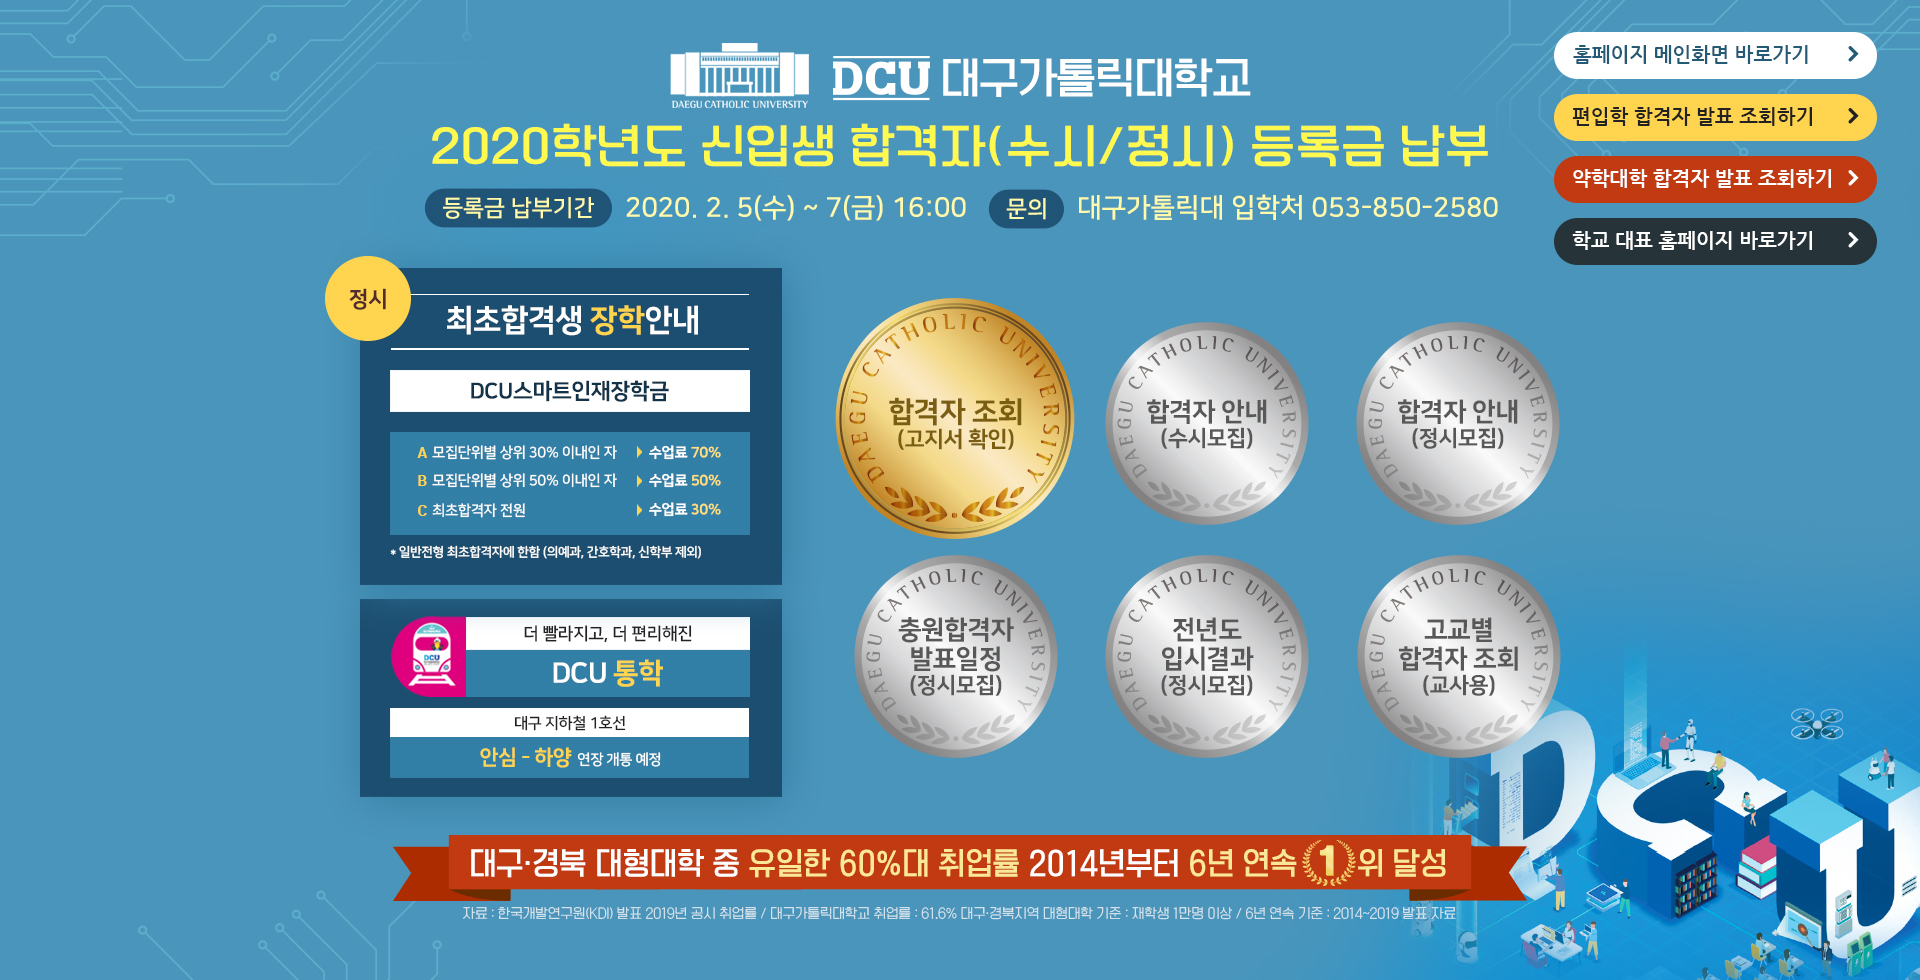 DAEGU CATHOLIC UNIVERSITY
DCU 대구가톨릭대학교
2020학년도 신입생 합격자(수시/정시) 등록금 납부
등록금 납부기간 2020. 2. 5(수) ~ 7(금) 16:00 문의 대구가톨릭대 입학처 053-850-2580
홈페이지 메인화면 바로가기
편입학 합격자 발표 조회하기
약학대학 합격자 발표 조회하기
학교 대표 홈페이지 바로가기
정시
최초합격생 장학안내
DCU스마트인재장학금
A 모집단위별 상위 30% 이내인 자 수업료 70%
B 모집단위별 상위 50% 이내인 자 수업료 50%
C 최초합격자 전원 수업료 30%
* 일반전형 최초합격자에 한함 (의예과, 간호학과, 신학부 제외)
DCU
더 빨라지고, 더 편리해진
DCU 통학
대구 지하철 1호선
안심 - 하양 연장 개통 예정
DAEGU CATHOLIC UNIVERSITY
합격자 조회
(고지서 확인)
DAEGU CATHOLIC UNIVERSITY
합격자 안내
(수시모집)
DAEGU CATHOLIC UNIVERSITY
합격자 안내
(정시모집)
DAEGU CATHOLIC UNIVERSITY
충원합격자
발표일정
(정시모집)
DAEGU CATHOLIC UNIVERSITY
전년도
입시결과
(정시모집)
DAEGU CATHOLIC UNIVERSITY
고교별
합격자 조회
(교사용)
DCU
대구·경북 대형대학 중 유일한 60%대 취업률 2014년부터 6년 연속 1위 달성
자료 : 한국개발연구원(KDI) 발표 2019년 공시 취업률 / 대구가톨릭대학교 취업률 : 61.6% 대구·경북지역 대형대학 기준 : 재학생 1만명 이상 / 6년 연속 기준 : 2014~2019 발표 자료